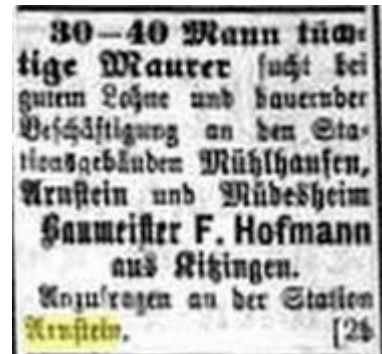 30—40 Mann tüch-
tige Maurer sucht bei
gutem Lohne und dauernder
Beschäftigung an den Sta-
tionsgebäuden Mühlhausen,
Arnstein und Müdesheim
Baumeister F. Hofmann
aus Kitzingen.
Anzufragen an der Station
Arnstein. [2b